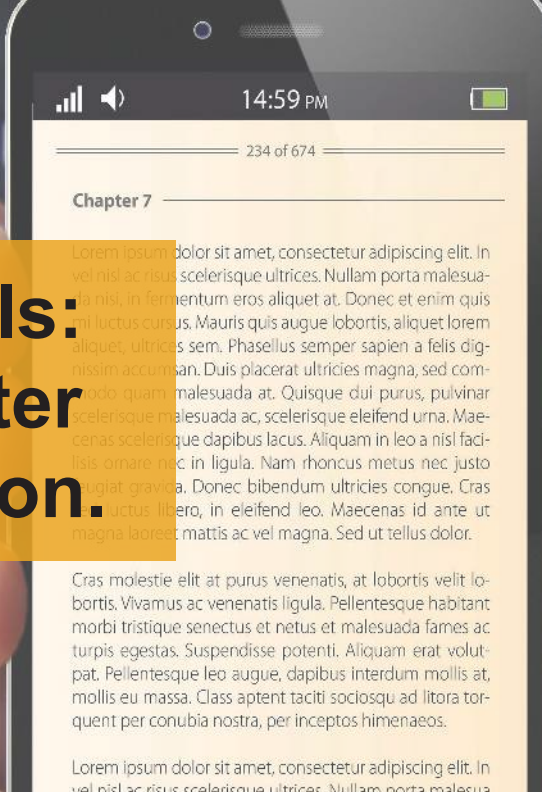 14:59 PM
234 of 674
Chapter 7
Lorem ipsum dolor sit amet, consectetur adipiscing elit. In
vel nisl ac risus scelerisque ultrices. Nullam porta malesua-
da nisi, in fermentum eros aliquet at. Donec et enim quis
mi luctus cursus. Mauris quis augue lobortis, aliquet lorem
aliquet, ultrices sem. Phasellus semper sapien a felis dig-
nissim accumsan. Duis placerat ultricies magna, sed com-
modo quam malesuada at. Quisque dui purus, pulvinar
scelerisque malesuada ac, scelerisque eleifend urna. Mae-
cenas scelerisque dapibus lacus. Aliquam in leo a nisl faci-
lisis ornare nec in ligula. Nam rhoncus metus nec justo
feugiat gravida. Donec bibendum ultricies congue. Cras
luctus libero, in eleifend leo. Maecenas id ante ut
magna laoreet mattis ac vel magna. Sed ut tellus dolor.
ls:
ter
on.
Cras molestie elit at purus venenatis, at lobortis velit lo-
bortis. Vivamus ac venenatis ligula. Pellentesque habitant
morbi tristique senectus et netus et malesuada fames ac
turpis egestas. Suspendisse potenti. Aliquam erat volut-
pat. Pellentesque leo augue, dapibus interdum mollis at,
mollis eu massa. Class aptent taciti sociosqu ad litora tor-
quent per conubia nostra, per inceptos himenaeos.
Lorem ipsum dolor sit amet, consectetur adipiscing elit. In
vel nisl ac risus scelerisque ultrices. Nullam porta malesua